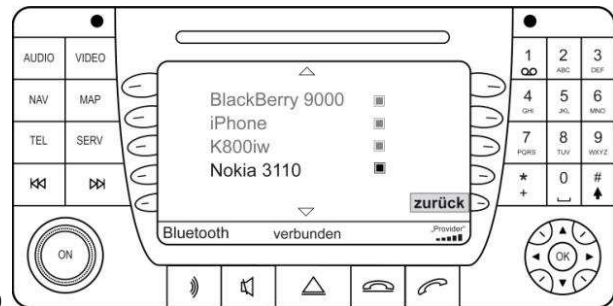 AUDIO VIDEO
NAV MAP
TEL SERV
ON
BlackBerry 9000
iPhone
K800iw
Nokia 3110
zurück
Bluetooth verbunden „Provider“
1 2 ABC 3 DEF
4 GHI 5 JKL 6 MNO
7 PQRS 8 TUV 9 WXYZ
* + 0 #
OK
)